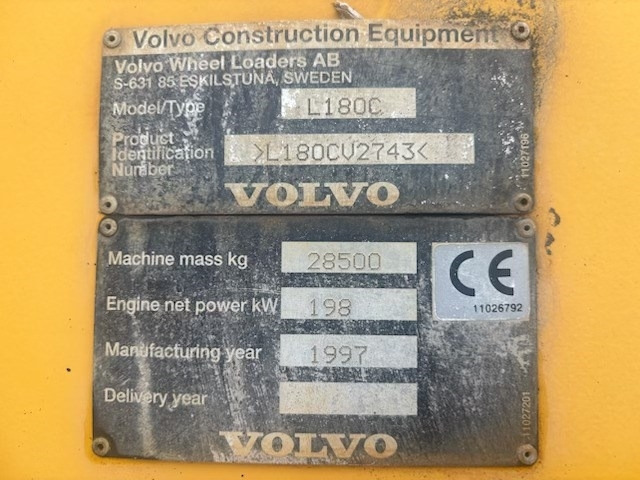 Volvo Construction Equipment
Volvo Wheel Loaders AB
S-631 85 ESKILSTUNA, SWEDEN
Model/Type L180C
Product
Identification >L180CV2743<
Number
11027196
VOLVO
Machine mass kg 28500
CE
11026792
Engine net power kW 198
Manufacturing year 1997
Delivery year
11027201
VOLVO